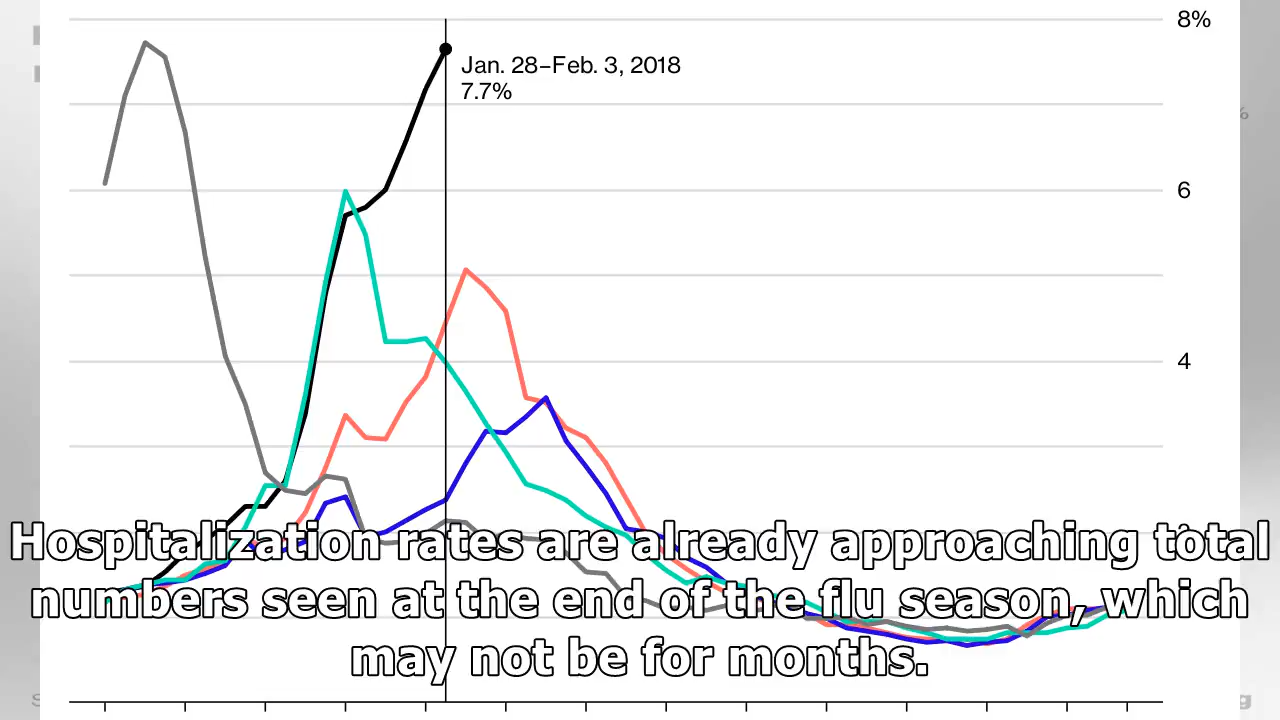 8%
Jan. 28–Feb. 3, 2018
7.7%
6
4
Hospitalization rates are already approaching total
numbers seen at the end of the flu season, which
may not be for months.